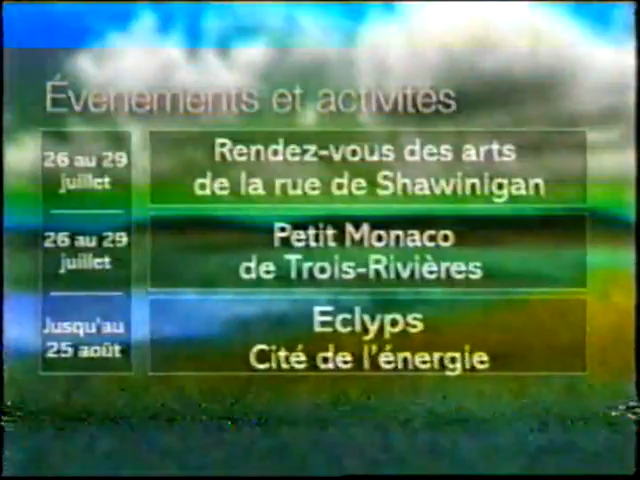 Événements et activités
26 au 29
juillet
Rendez-vous des arts
de la rue de Shawinigan
26 au 29
juillet
Petit Monaco
de Trois-Rivières
Jusqu'au
25 août
Eclyps
Cité de l'énergie